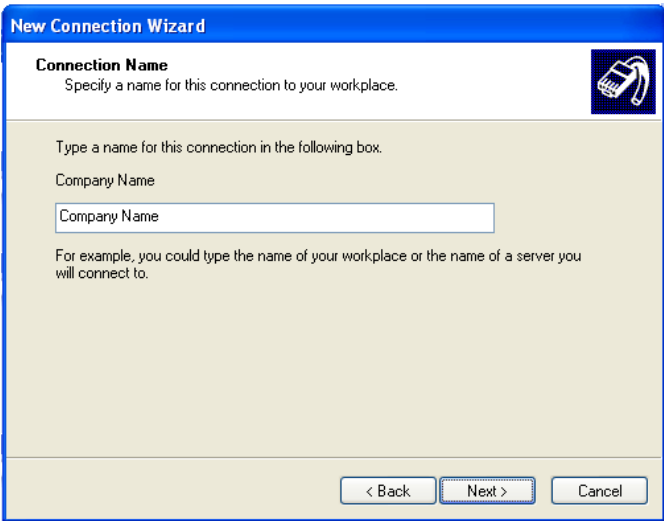 New Connection Wizard
Connection Name
Specify a name for this connection to your workplace.
Type a name for this connection in the following box.
Company Name
Company Name
For example, you could type the name of your workplace or the name of a server you
will connect to.
< Back Next > Cancel